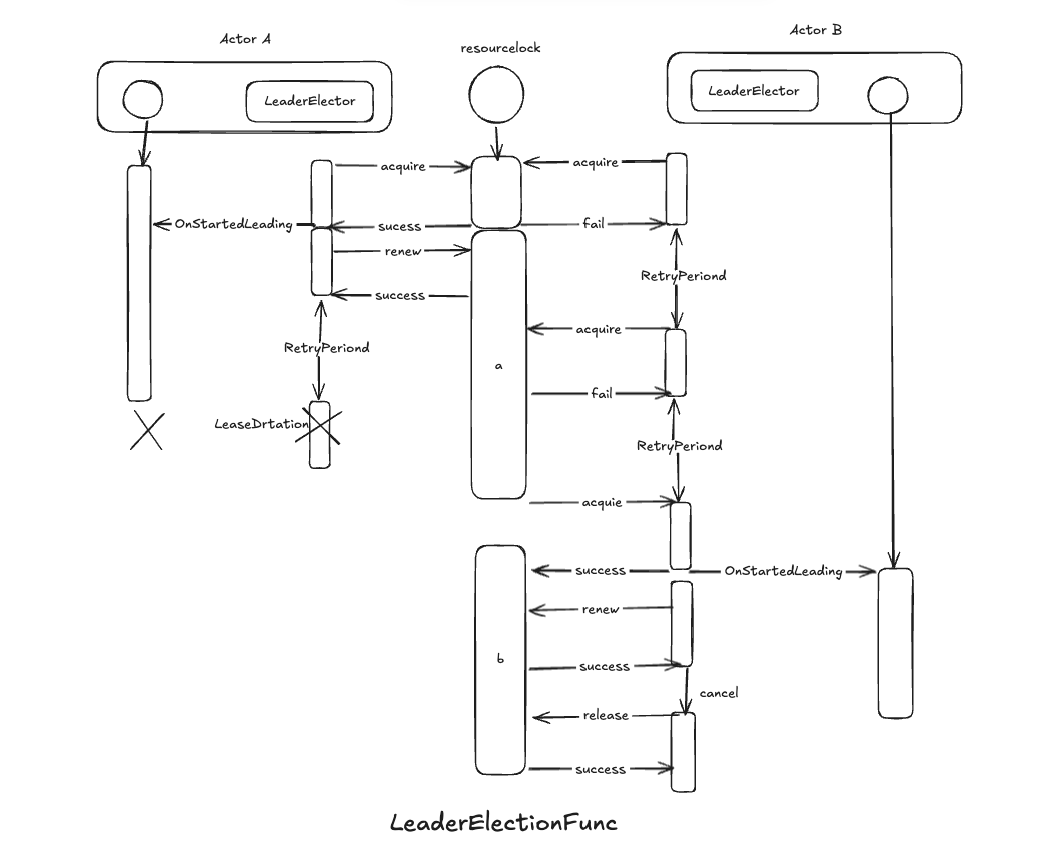 Actor A
resourcelock
Actor B
LeaderElector
LeaderElector
acquire
acquire
OnStartedLeading
sucess
fail
renew
RetryPeriond
success
acquire
RetryPeriond
a
fail
LeaseDrtation
RetryPeriond
acquie
success
OnStartedLeading
renew
b
success
cancel
release
success
LeaderElectionFunc